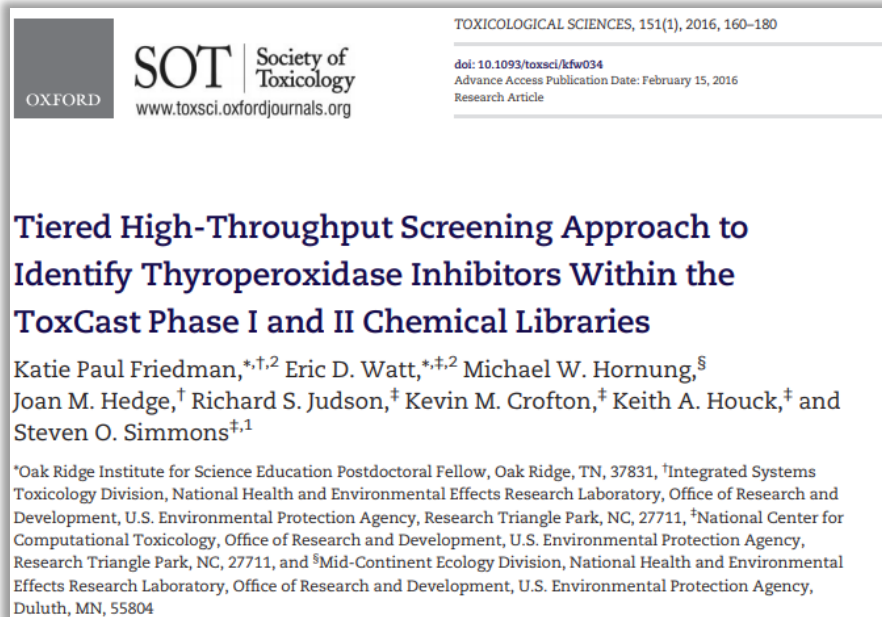 OXFORD
SOT
Society of
Toxicology
www.toxsci.oxfordjournals.org
TOXICOLOGICAL SCIENCES, 151(1), 2016, 160–180
doi: 10.1093/toxsci/kfw034
Advance Access Publication Date: February 15, 2016
Research Article
Tiered High-Throughput Screening Approach to
Identify Thyroperoxidase Inhibitors Within the
ToxCast Phase I and II Chemical Libraries
Katie Paul Friedman,*,†,2 Eric D. Watt,*,‡,2 Michael W. Hornung,§
Joan M. Hedge,† Richard S. Judson,‡ Kevin M. Crofton,‡ Keith A. Houck,‡ and
Steven O. Simmons‡,1
*Oak Ridge Institute for Science Education Postdoctoral Fellow, Oak Ridge, TN, 37831, †Integrated Systems
Toxicology Division, National Health and Environmental Effects Research Laboratory, Office of Research and
Development, U.S. Environmental Protection Agency, Research Triangle Park, NC, 27711, ‡National Center for
Computational Toxicology, Office of Research and Development, U.S. Environmental Protection Agency,
Research Triangle Park, NC, 27711, and §Mid-Continent Ecology Division, National Health and Environmental
Effects Research Laboratory, Office of Research and Development, U.S. Environmental Protection Agency,
Duluth, MN, 55804